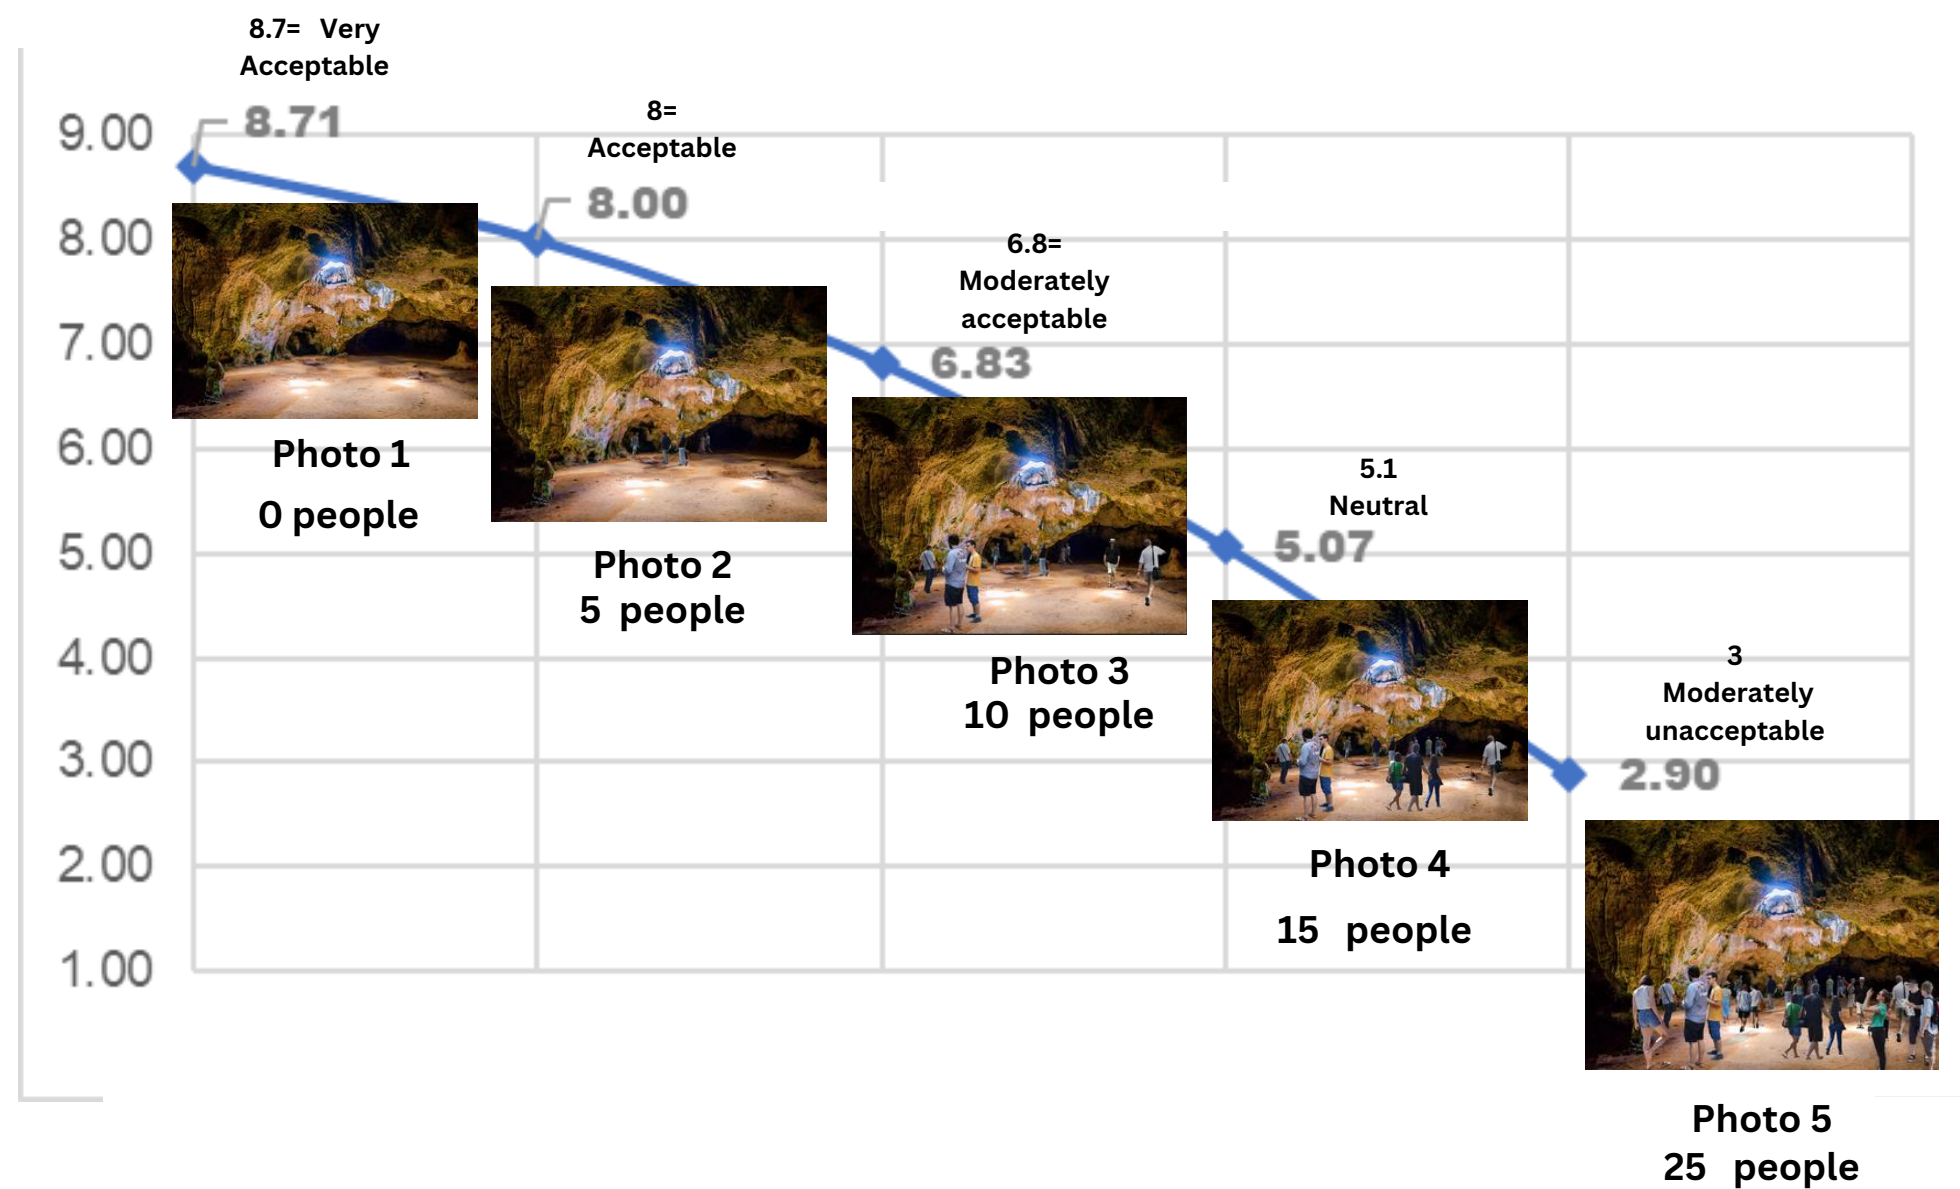 8.7= Very
Acceptable
8.71
8=
Acceptable
8.00
6.8=
Moderately
acceptable
6.83
5.1
Neutral
5.07
3
Moderately
unacceptable
2.90
9.00
8.00
7.00
6.00
5.00
4.00
3.00
2.00
1.00
Photo 1
0 people
Photo 2
5 people
Photo 3
10 people
Photo 4
15 people
Photo 5
25 people